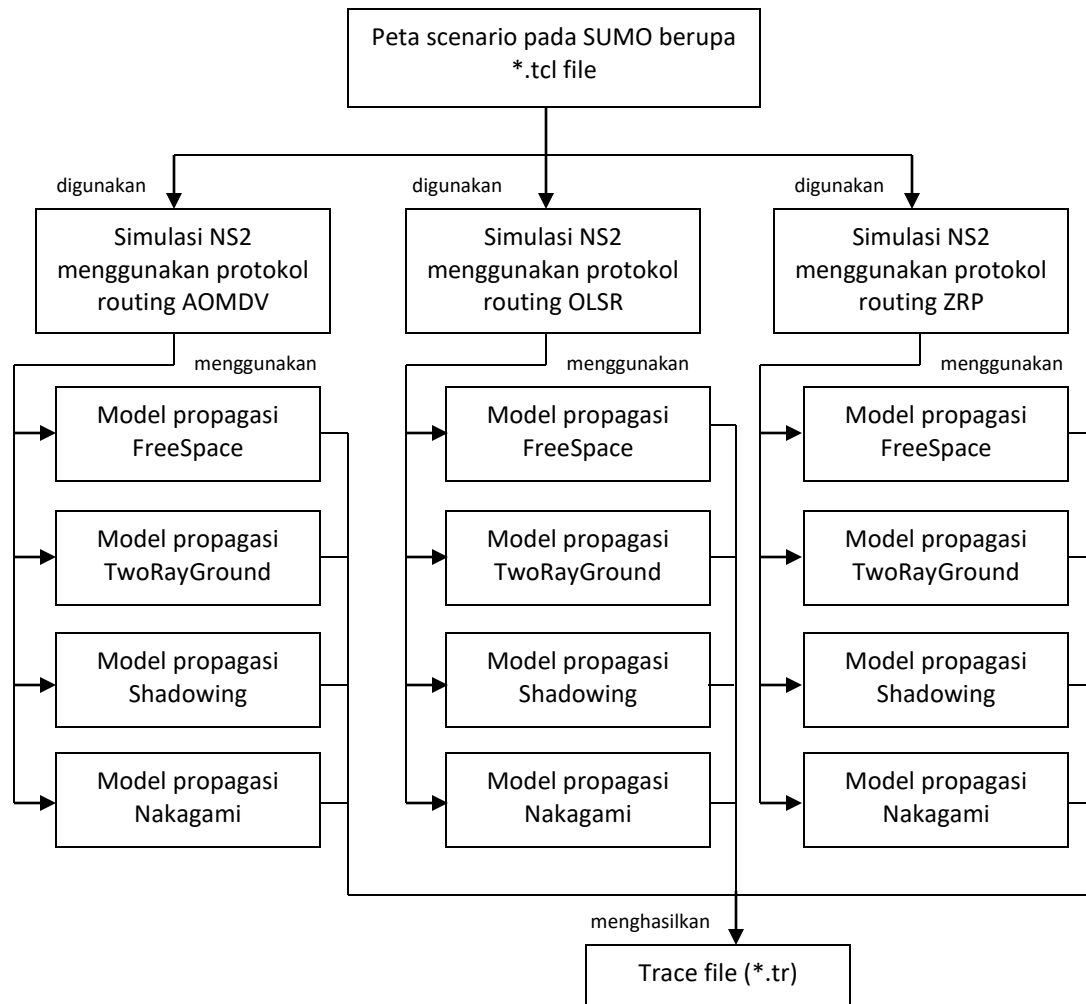 Peta scenario pada SUMO berupa
*.tcl file
digunakan
digunakan
digunakan
Simulasi NS2
menggunakan protokol
routing AOMDV
Simulasi NS2
menggunakan protokol
routing OLSR
Simulasi NS2
menggunakan protokol
routing ZRP
menggunakan
menggunakan
menggunakan
Model propagasi
FreeSpace
Model propagasi
FreeSpace
Model propagasi
FreeSpace
Model propagasi
TwoRayGround
Model propagasi
TwoRayGround
Model propagasi
TwoRayGround
Model propagasi
Shadowing
Model propagasi
Shadowing
Model propagasi
Shadowing
Model propagasi
Nakagami
Model propagasi
Nakagami
Model propagasi
Nakagami
menghasilkan
Trace file (*.tr)